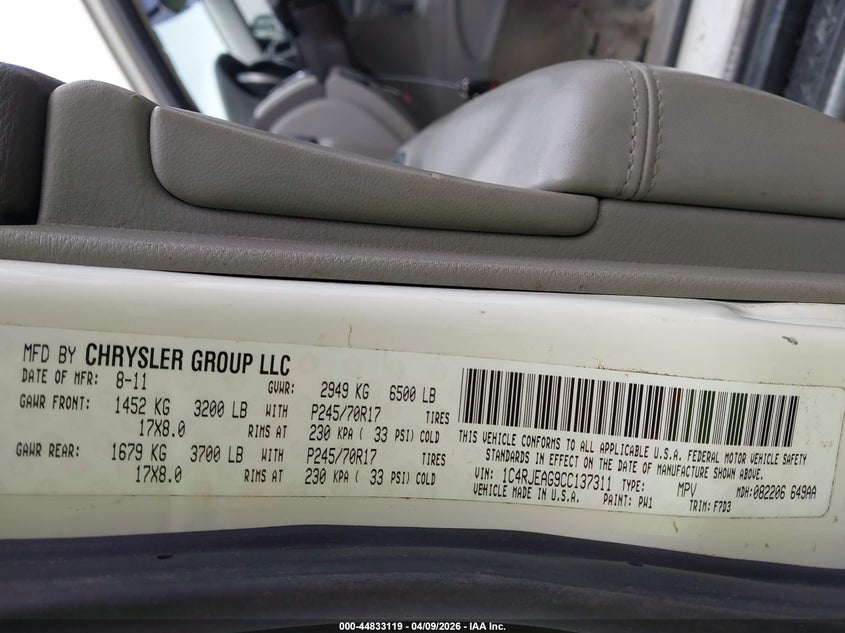 MFD BY CHRYSLER GROUP LLC
DATE OF MFR: 8-11 GVWR: 2949 KG 6500 LB
GAWR FRONT: 1452 KG 3200 LB WITH P245/70R17 TIRES
17X8.0 RIMS AT 230 KPA ( 33 PSI) COLD
GAWR REAR: 1679 KG 3700 LB WITH P245/70R17 TIRES
17X8.0 RIMS AT 230 KPA ( 33 PSI) COLD
THIS VEHICLE CONFORMS TO ALL APPLICABLE U.S.A. FEDERAL MOTOR VEHICLE SAFETY
STANDARDS IN EFFECT ON THE DATE OF MANUFACTURE SHOWN ABOVE.
VIN: 1C4RJEAG9CC137311 TYPE: MPV MDH: 082206 649AA
VEHICLE MADE IN U.S.A. PAINT: PW1 TRIM: F7D3
000-44833119 - 04/09/2026 - IAA Inc.